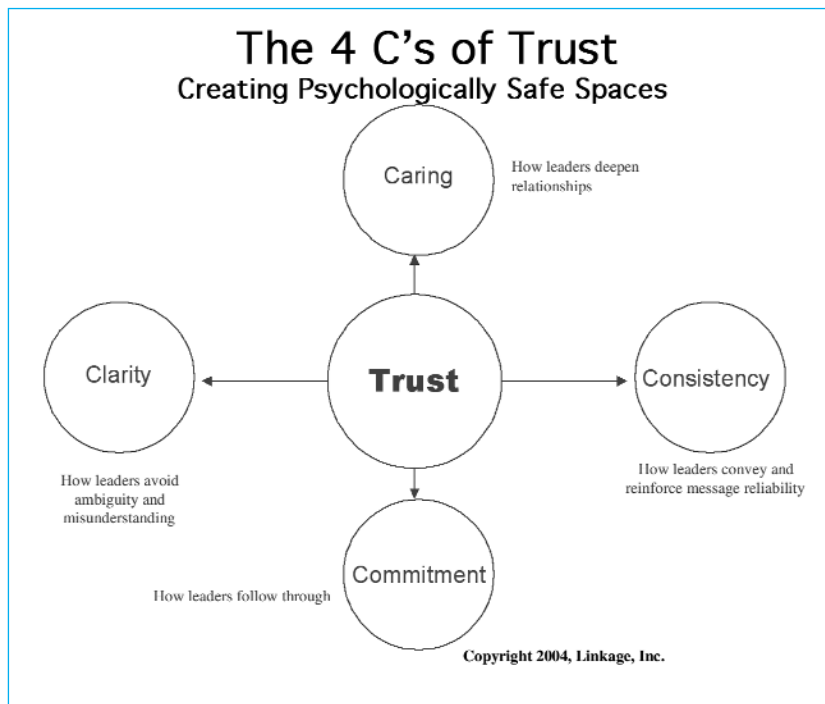 The 4 C's of Trust
Creating Psychologically Safe Spaces
Caring
How leaders deepen
relationships
Clarity
Trust
Consistency
How leaders avoid
ambiguity and
misunderstanding
How leaders convey and
reinforce message reliability
Commitment
How leaders follow through
Copyright 2004, Linkage, Inc.